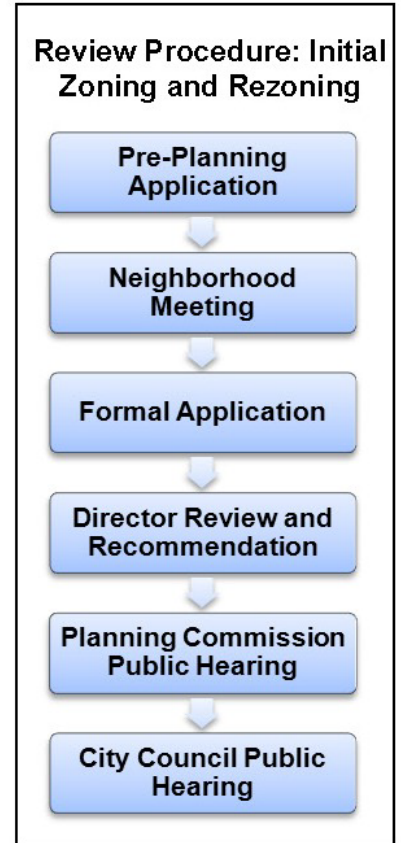 Review Procedure: Initial
Zoning and Rezoning
Pre-Planning
Application
Neighborhood
Meeting
Formal Application
Director Review and
Recommendation
Planning Commission
Public Hearing
City Council Public
Hearing